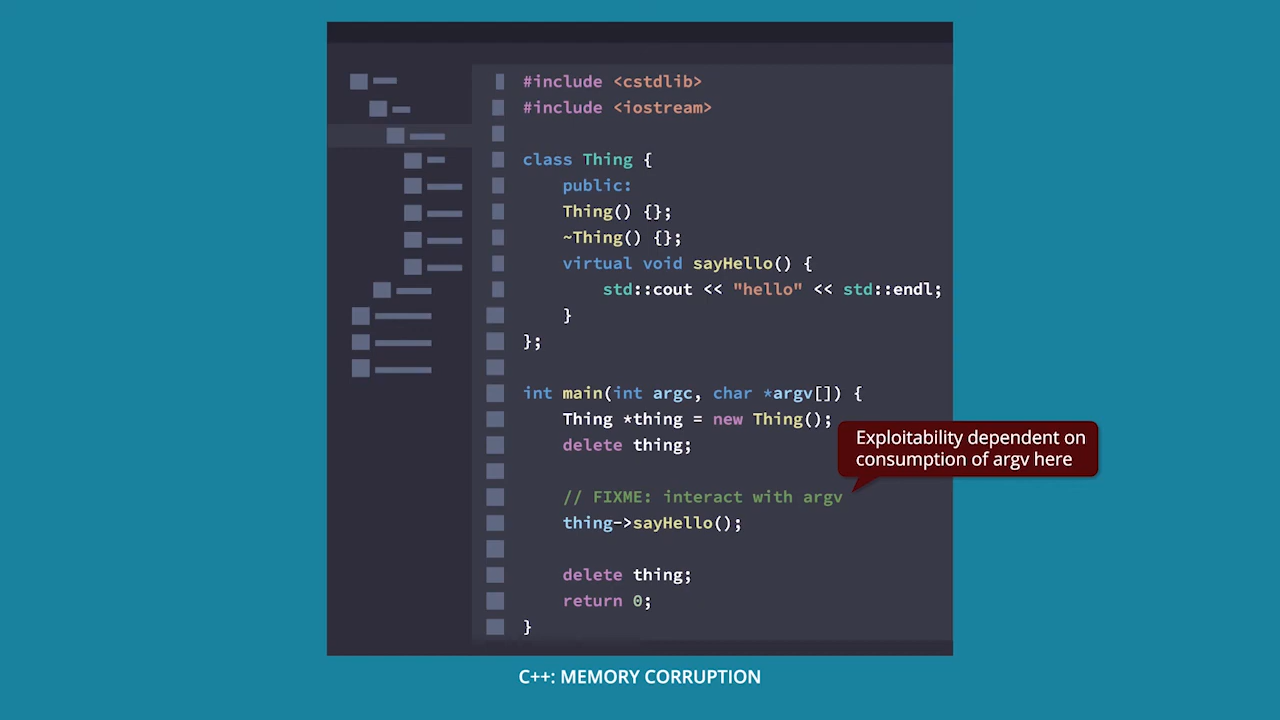 #include <cstdlib>
#include <iostream>
class Thing {
public:
Thing() {};
~Thing() {};
virtual void sayHello() {
std::cout << "hello" << std::endl;
}
};
int main(int argc, char *argv[]) {
Thing *thing = new Thing();
delete thing;
Exploitability dependent on
consumption of argv here
// FIXME: interact with argv
thing->sayHello();
delete thing;
return 0;
}
C++: MEMORY CORRUPTION